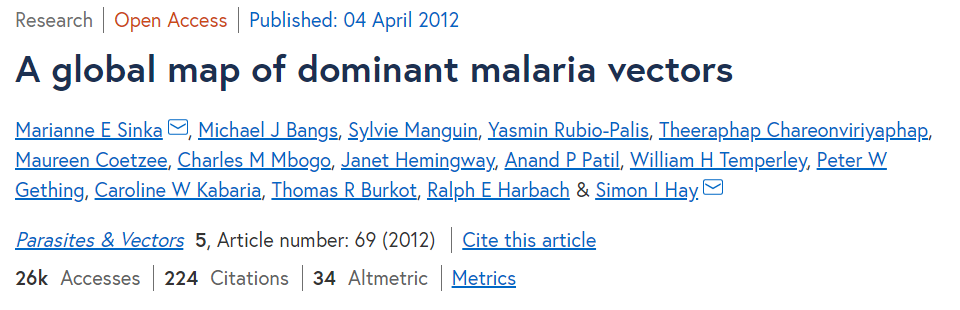 Research | Open Access | Published: 04 April 2012
A global map of dominant malaria vectors
Marianne E Sinka, Michael J Bangs, Sylvie Manguin, Yasmin Rubio-Palis, Theeraphap Chareonviriyaphap,
Maureen Coetzee, Charles M Mbogo, Janet Hemingway, Anand P Patil, William H Temperley, Peter W
Gething, Caroline W Kabaria, Thomas R Burkot, Ralph E Harbach & Simon I Hay
Parasites & Vectors 5, Article number: 69 (2012) | Cite this article
26k Accesses | 224 Citations | 34 Altmetric | Metrics